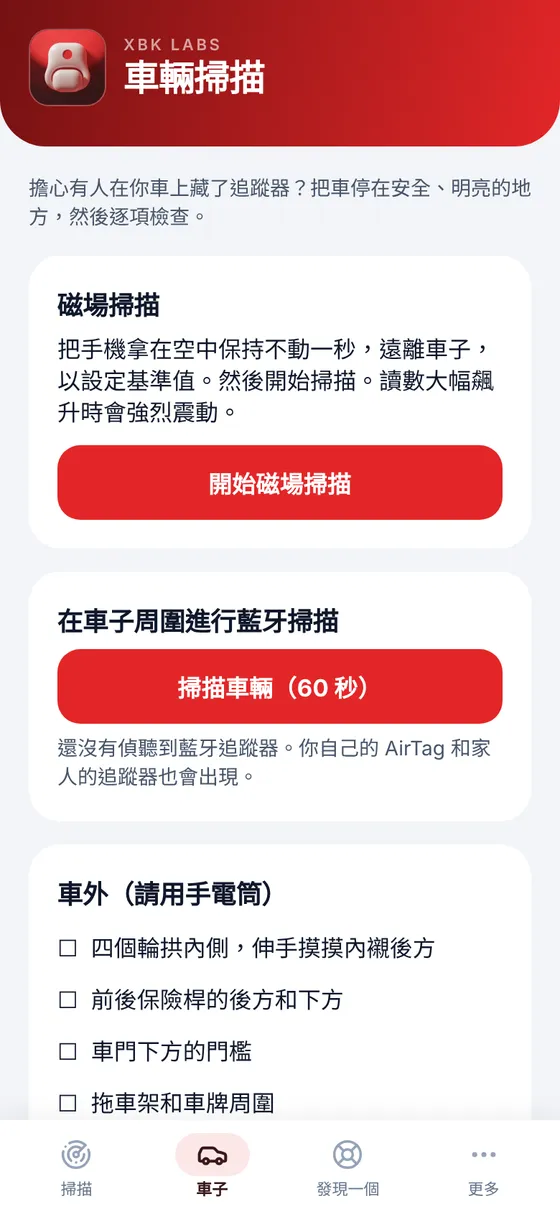 XBK LABS
車輛掃描
擔心有人在你車上藏了追蹤器？把車停在安全、明亮的地
方，然後逐項檢查。
磁場掃描
把手機拿在空中保持不動一秒，遠離車子，
以設定基準值。然後開始掃描。讀數大幅飆
升時會強烈震動。
開始磁場掃描
在車子周圍進行藍牙掃描
掃描車輛（60 秒）
還沒有偵聽到藍牙追蹤器。你自己的 AirTag 和家
人的追蹤器也會出現。
車外（請用手電筒）
☐ 四個輪拱內側，伸手摸摸內襯後方
☐ 前後保險桿的後方和下方
☐ 車門下方的門檻
☐ 拖車架和車牌周圍
掃描
車子
發現一個
更多